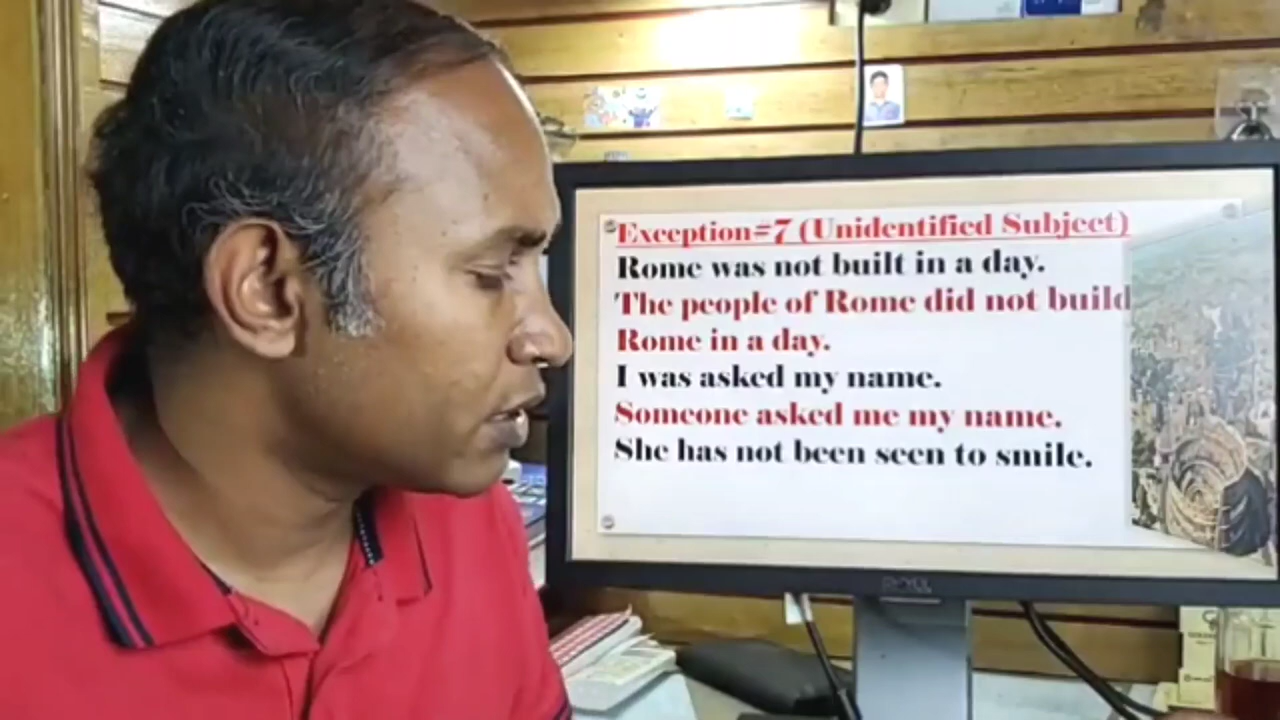 Exception=7 (Unidentified Subject)
Rome was not built in a day.
The people of Rome did not build
Rome in a day.
I was asked my name.
Someone asked me my name.
She has not been seen to smile.
DELL